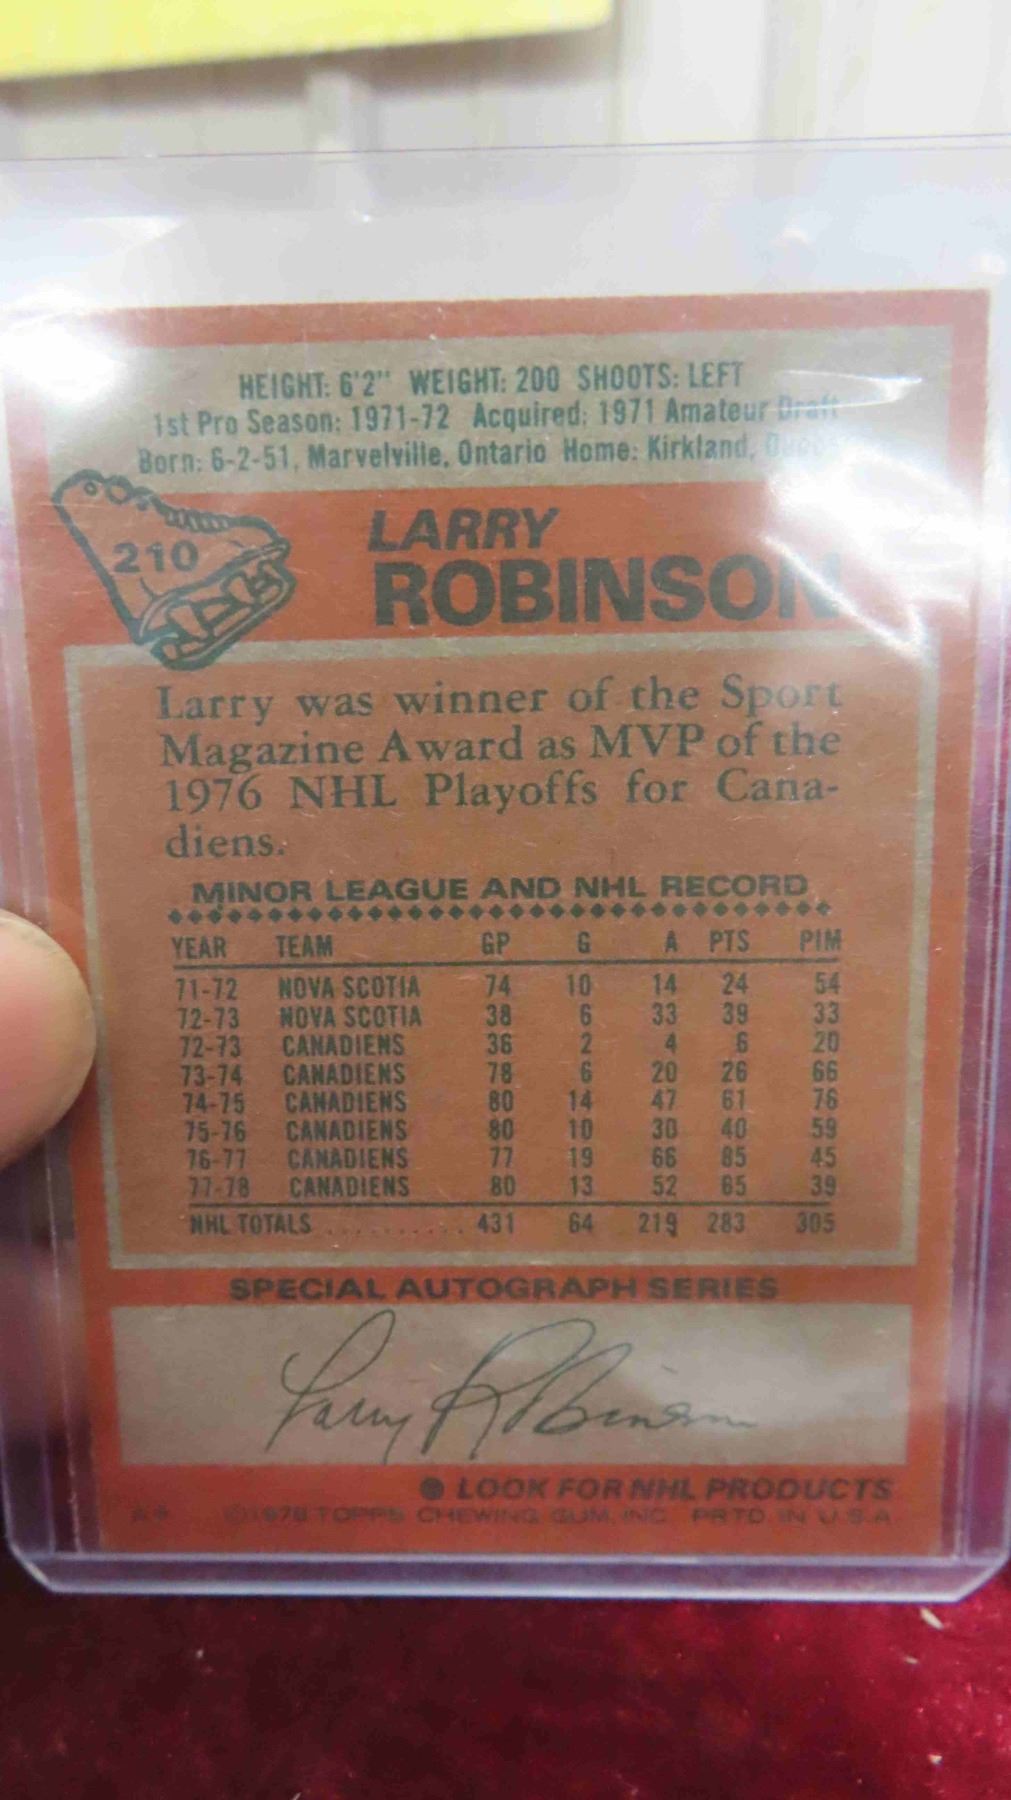 HEIGHT: 6'2" WEIGHT: 200 SHOOTS: LEFT
1st Pro Season: 1971-72 Acquired: 1971 Amateur Draft
Born: 6-2-51, Marvelville, Ontario Home: Kirkland,
210
LARRY
ROBINSON
Larry was winner of the Sport
Magazine Award as MVP of the
1976 NHL Playoffs for Cana-
diens.
MINOR LEAGUE AND NHL RECORD
YEAR TEAM GP G A PTS PIM
71-72 NOVA SCOTIA 74 10 14 24 54
72-73 NOVA SCOTIA 38 6 33 39 33
72-73 CANADIENS 36 2 4 6 20
73-74 CANADIENS 78 6 20 26 66
74-75 CANADIENS 80 14 47 61 76
75-76 CANADIENS 80 10 30 40 59
76-77 CANADIENS 77 19 66 85 45
77-78 CANADIENS 80 13 52 65 39
NHL TOTALS .......... 431 64 219 283 305
SPECIAL AUTOGRAPH SERIES
Larry Robinson
LOOK FOR NHL PRODUCTS
©1978 TOPPS CHEWING GUM, INC. PRTD. IN U.S.A.